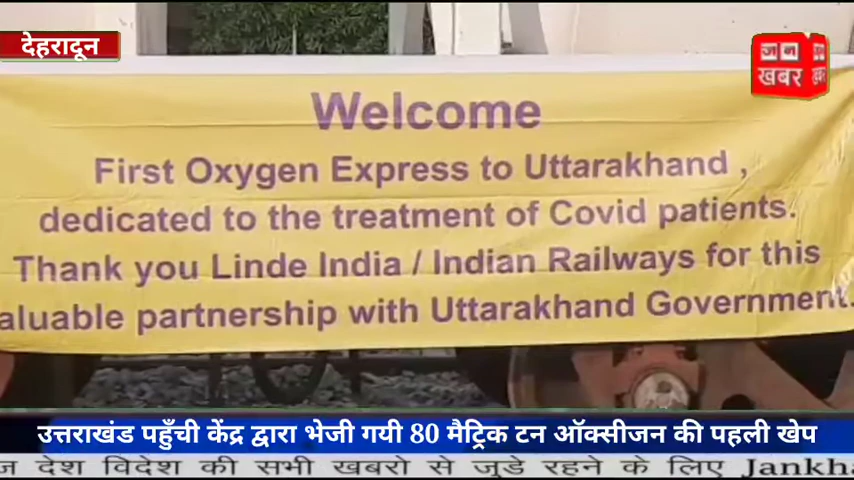 देहरादून
जन
खबर
Welcome
First Oxygen Express to Uttarakhand ,
dedicated to the treatment of Covid patients.
Thank you Linde India / Indian Railways for this
aluable partnership with Uttarakhand Government.
उत्तराखंड पहुँची केंद्र द्वारा भेजी गयी 80 मैट्रिक टन ऑक्सीजन की पहली खेप
ज देश विदेश की सभी खबरो से जुडे रहने के लिए Jankha